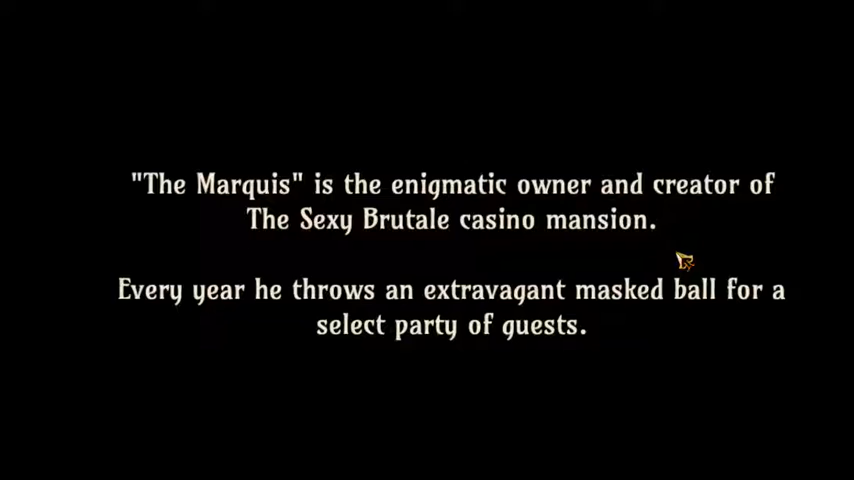 "The Marquis" is the enigmatic owner and creator of
The Sexy Brutale casino mansion.
Every year he throws an extravagant masked ball for a
select party of guests.